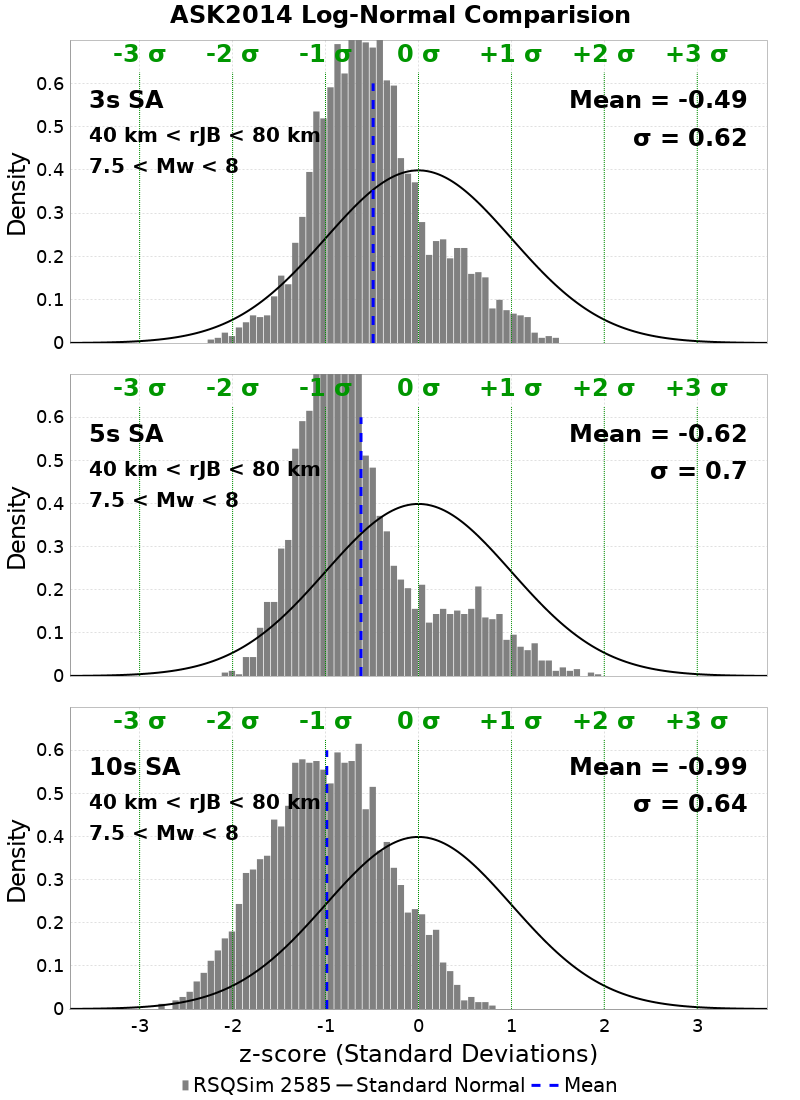 ASK2014 Log-Normal Comparision
-3 σ -2 σ -1 σ 0 σ +1 σ +2 σ +3 σ
3s SA
Mean = -0.49
40 km < rJB < 80 km
σ = 0.62
7.5 < Mw < 8
0.6
0.5
0.4
0.3
0.2
0.1
0
Density
-3 σ -2 σ -1 σ 0 σ +1 σ +2 σ +3 σ
5s SA
Mean = -0.62
40 km < rJB < 80 km
σ = 0.7
7.5 < Mw < 8
0.6
0.5
0.4
0.3
0.2
0.1
0
Density
-3 σ -2 σ -1 σ 0 σ +1 σ +2 σ +3 σ
10s SA
Mean = -0.99
40 km < rJB < 80 km
σ = 0.64
7.5 < Mw < 8
0.6
0.5
0.4
0.3
0.2
0.1
0
Density
-3 -2 -1 0 1 2 3
z-score (Standard Deviations)
RSQSim 2585 Standard Normal Mean